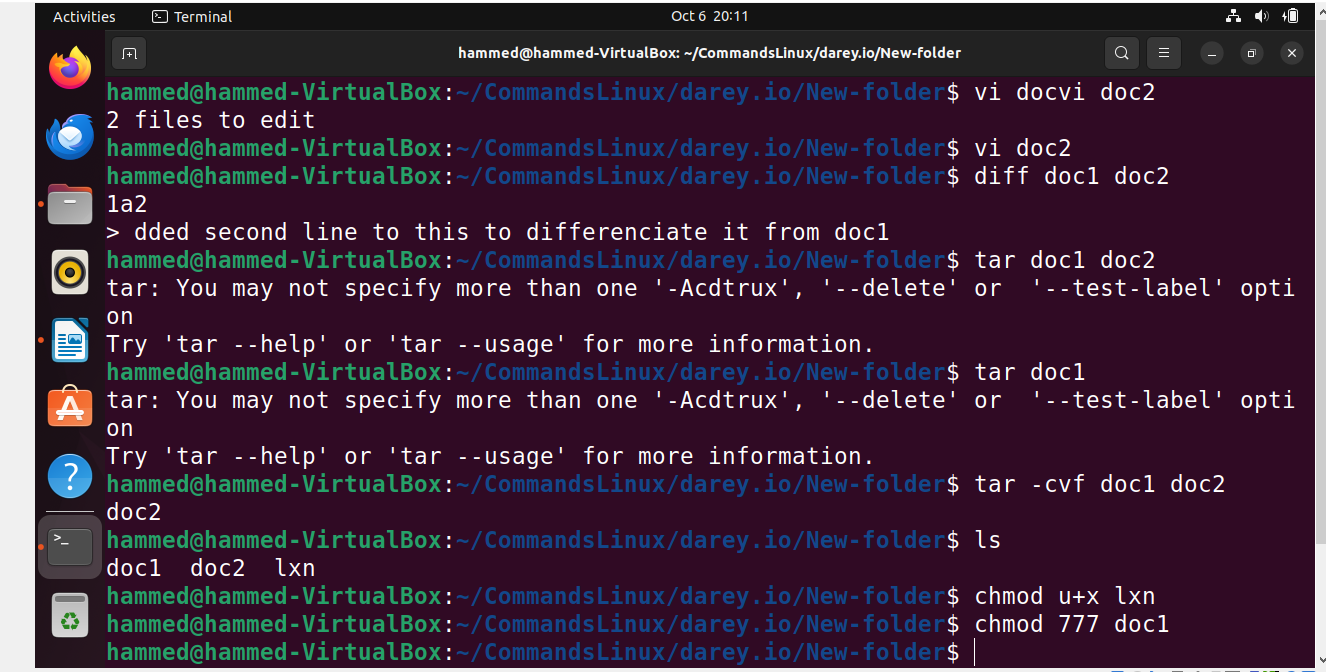 Activities Terminal Oct 6 20:11
hammed@hammed-VirtualBox: ~/CommandsLinux/darey.io/New-folder
hammed@hammed-VirtualBox:~/CommandsLinux/darey.io/New-folder$ vi docvi doc2
2 files to edit
hammed@hammed-VirtualBox:~/CommandsLinux/darey.io/New-folder$ vi doc2
hammed@hammed-VirtualBox:~/CommandsLinux/darey.io/New-folder$ diff doc1 doc2
1a2
> dded second line to this to differenciate it from doc1
hammed@hammed-VirtualBox:~/CommandsLinux/darey.io/New-folder$ tar doc1 doc2
tar: You may not specify more than one '-Acdtrux', '--delete' or  '--test-label' opti
on
Try 'tar --help' or 'tar --usage' for more information.
hammed@hammed-VirtualBox:~/CommandsLinux/darey.io/New-folder$ tar doc1
tar: You may not specify more than one '-Acdtrux', '--delete' or  '--test-label' opti
on
Try 'tar --help' or 'tar --usage' for more information.
hammed@hammed-VirtualBox:~/CommandsLinux/darey.io/New-folder$ tar -cvf doc1 doc2
doc2
hammed@hammed-VirtualBox:~/CommandsLinux/darey.io/New-folder$ ls
doc1  doc2  lxn
hammed@hammed-VirtualBox:~/CommandsLinux/darey.io/New-folder$ chmod u+x lxn
hammed@hammed-VirtualBox:~/CommandsLinux/darey.io/New-folder$ chmod 777 doc1
hammed@hammed-VirtualBox:~/CommandsLinux/darey.io/New-folder$